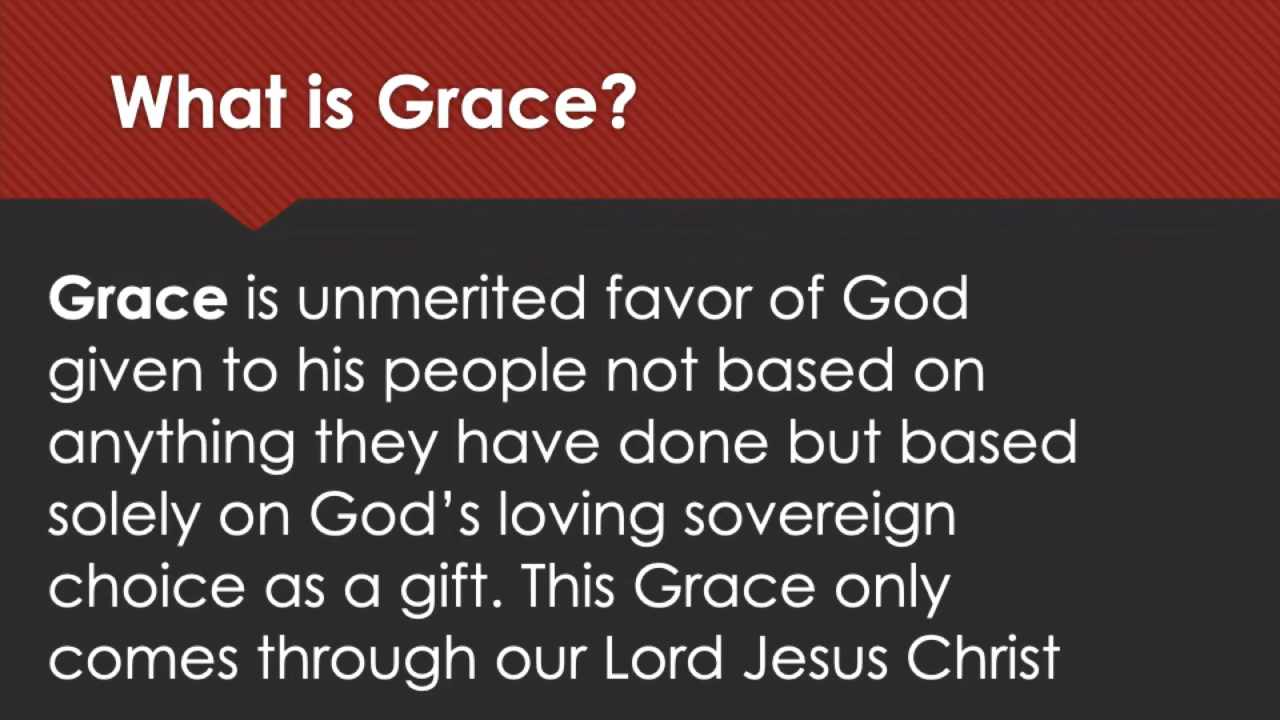 What is Grace?
Grace is unmerited favor of God
given to his people not based on
anything they have done but based
solely on God’s loving sovereign
choice as a gift. This Grace only
comes through our Lord Jesus Christ